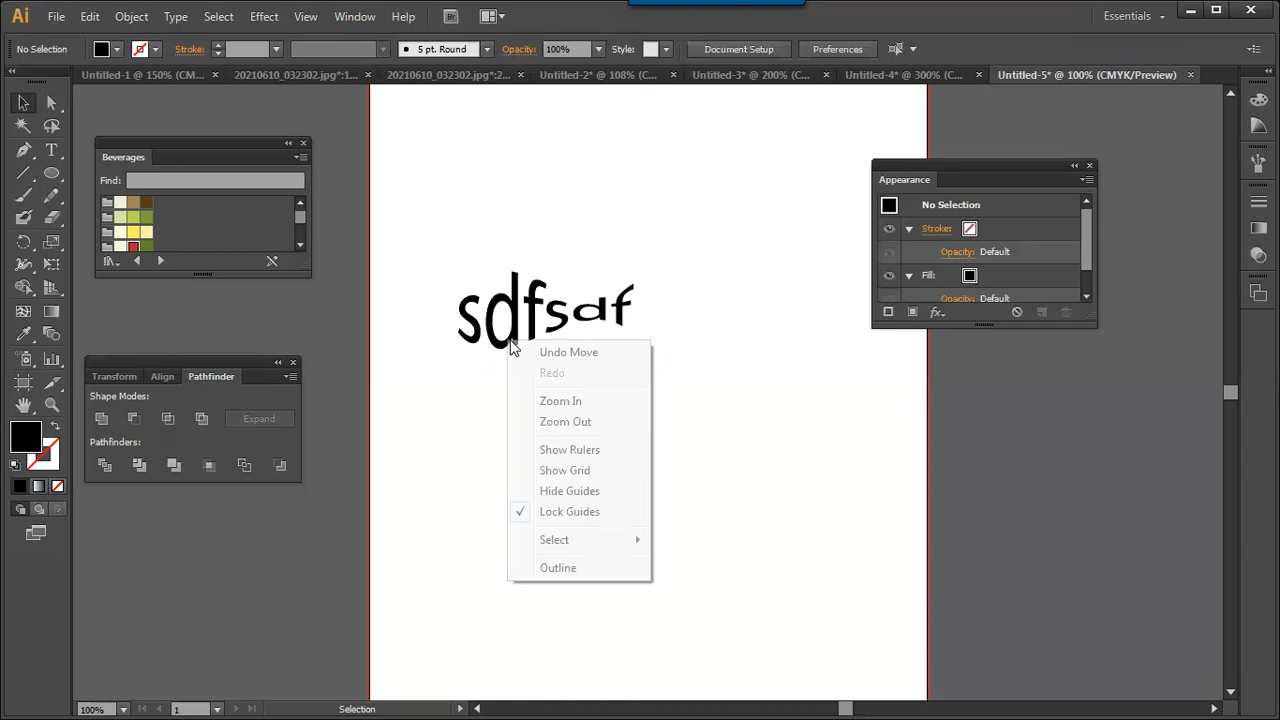 Ai File Edit Object Type Select Effect View Window Help Br Essentials
No Selection Stroke: 5 pt. Round Opacity: 100% Style: Document Setup Preferences
Untitled-1 @ 150% (CM... 20210610_032302.jpg*:1... 20210610_032302.jpg*:2... Untitled-2* @ 108% (C... Untitled-3* @ 200% (C... Untitled-4* @ 300% (C... Untitled-5* @ 100% (CMYK/Preview)
Beverages
Find:
Appearance
No Selection
Stroke:
Opacity: Default
Fill:
Opacity: Default
fx
sdfsdf
Undo Move
Redo
Zoom In
Zoom Out
Show Rulers
Show Grid
Hide Guides
Lock Guides
Select
Outline
Transform Align Pathfinder
Shape Modes:
Expand
Pathfinders:
100% 1 Selection